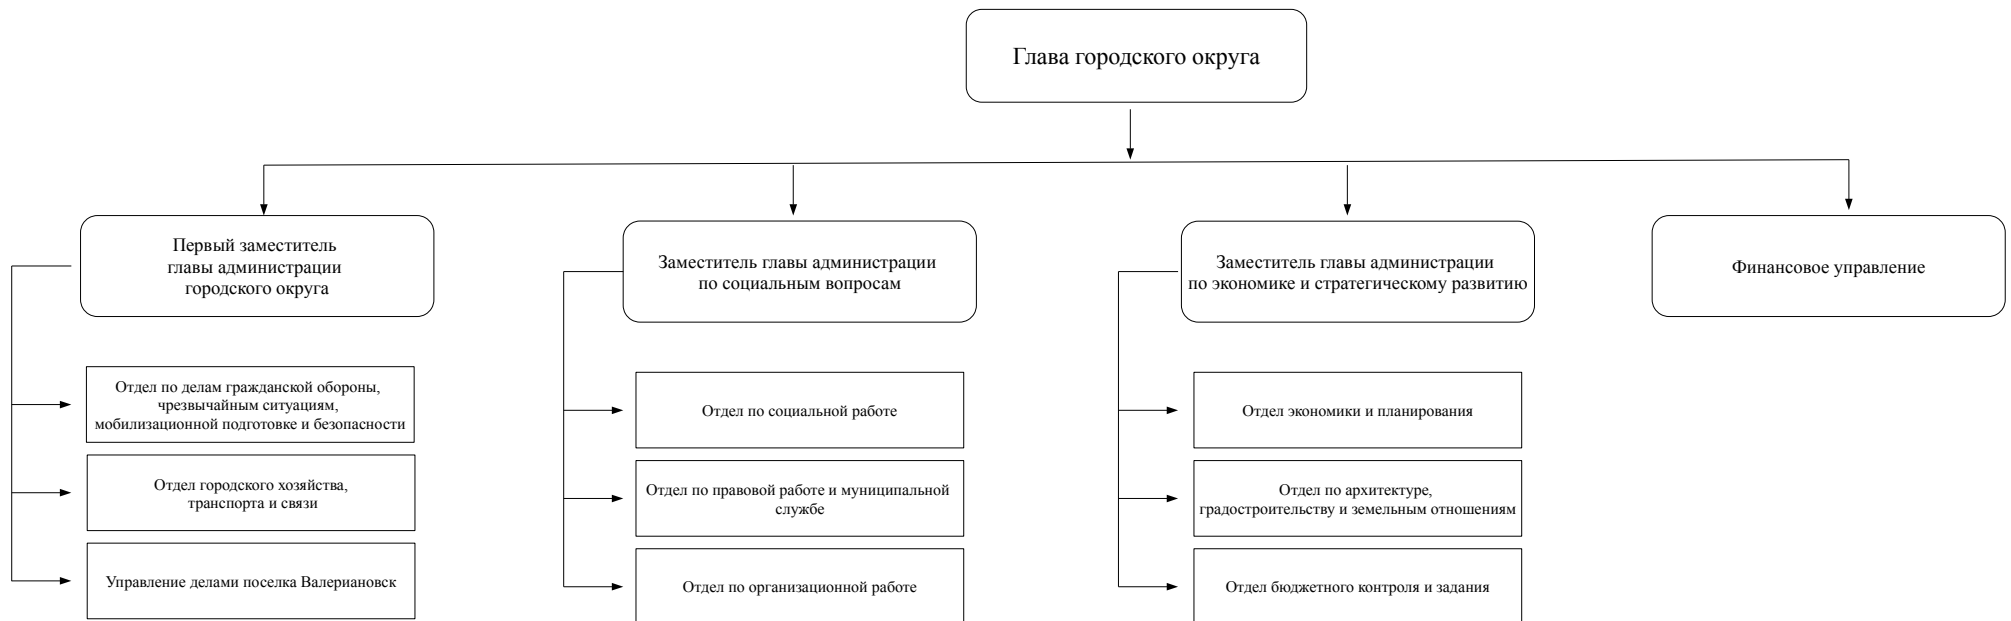 Глава городского округа
Первый заместитель
главы администрации
городского округа
Заместитель главы администрации
по социальным вопросам
Заместитель главы администрации
по экономике и стратегическому развитию
Финансовое управление
Отдел по делам гражданской обороны,
чрезвычайным ситуациям,
мобилизационной подготовке и безопасности
Отдел городского хозяйства,
транспорта и связи
Управление делами поселка Валериановск
Отдел по социальной работе
Отдел по правовой работе и муниципальной
службе
Отдел по организационной работе
Отдел экономики и планирования
Отдел по архитектуре,
градостроительству и земельным отношениям
Отдел бюджетного контроля и задания